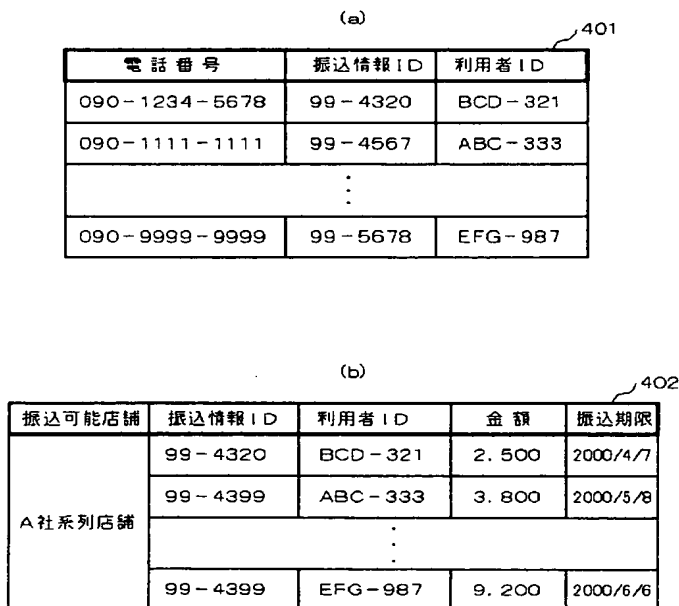 (a)
401
電話番号 振込情報ID 利用者ID
090-1234-5678 99-4320 BCD-321
090-1111-1111 99-4567 ABC-333
090-9999-9999 99-5678 EFG-987
(b)
402
振込可能店舗 振込情報ID 利用者ID 金額 振込期限
99-4320 BCD-321 2.500 2000/4/7
99-4399 ABC-333 3.800 2000/5/8
A社系列店舗
99-4399 EFG-987 9.200 2000/6/6